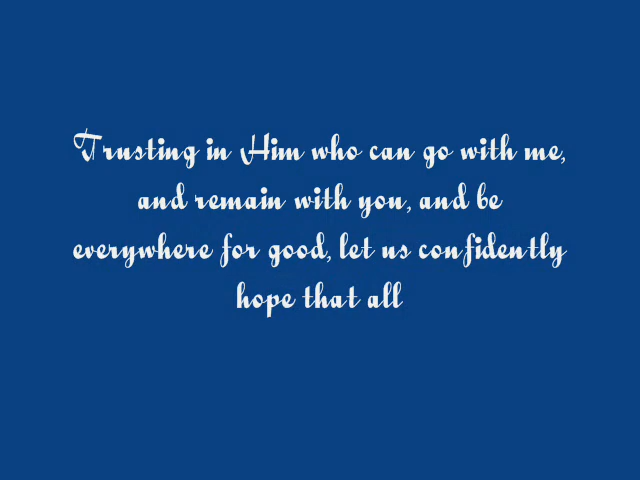 Trusting in Him who can go with me,
and remain with you, and be
everywhere for good, let us confidently
hope that all